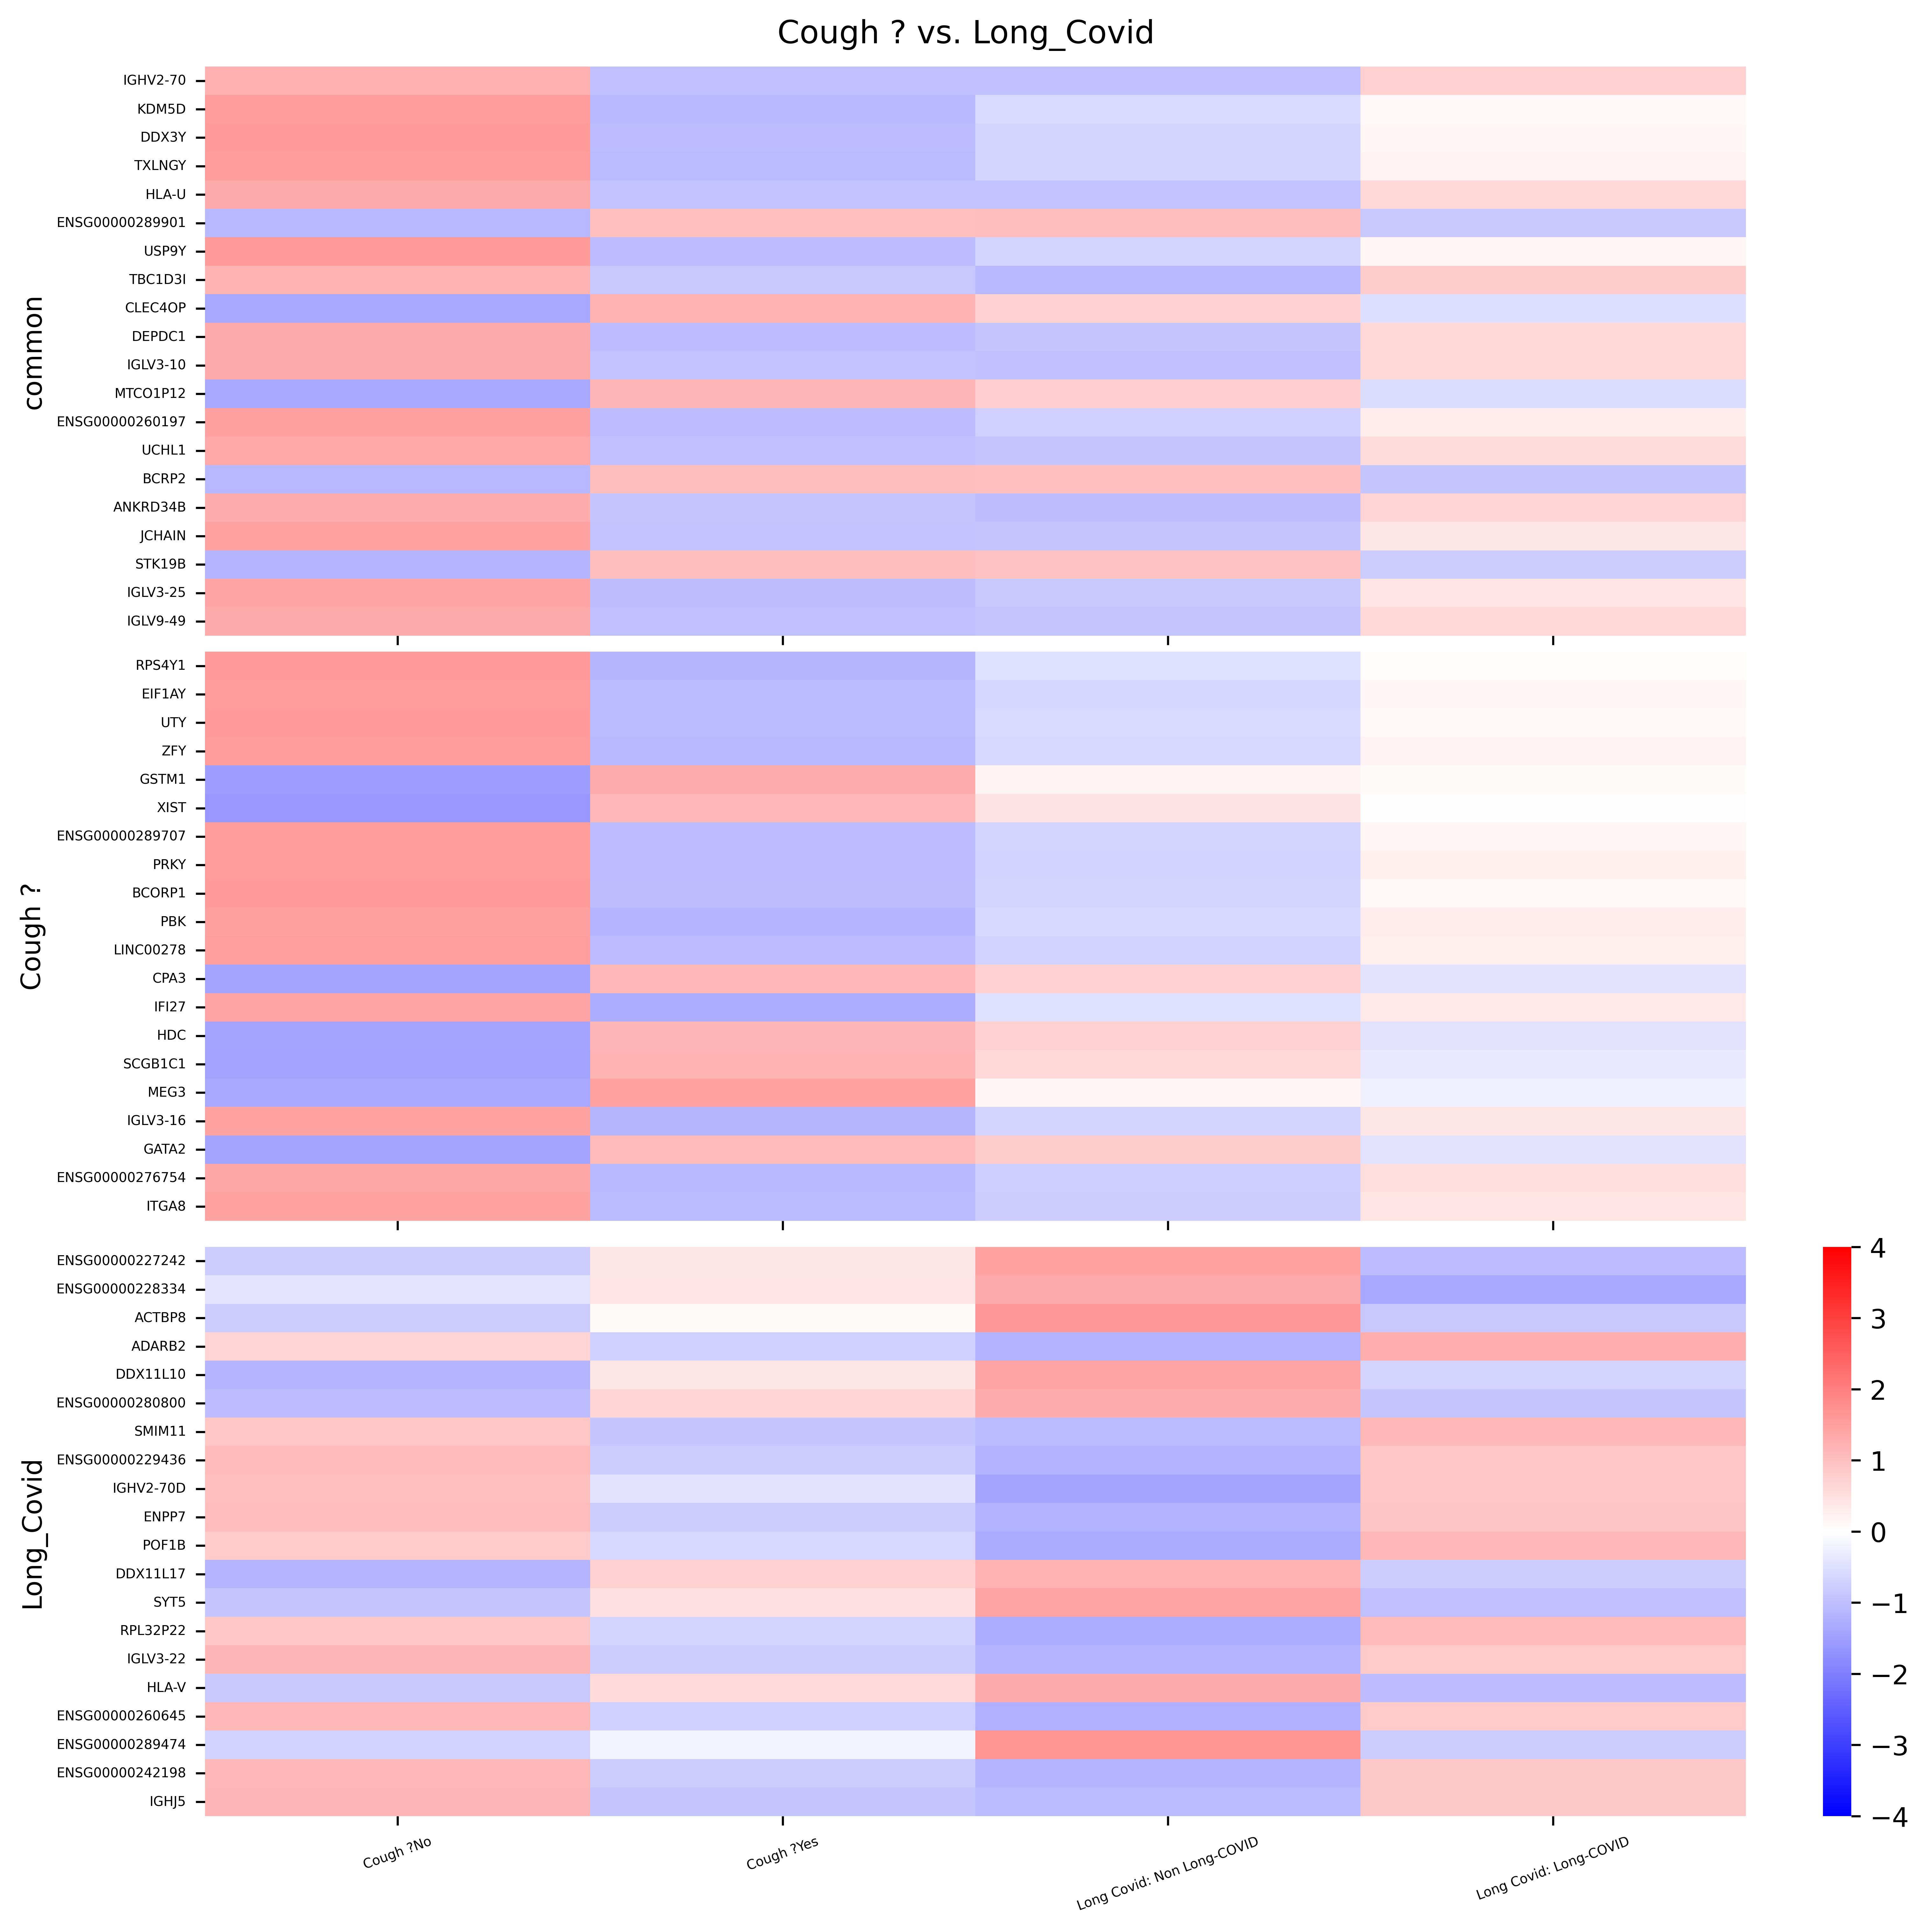 Cough ? vs. Long_Covid
common
IGHV2-70
KDM5D
DDX3Y
TXLNGY
HLA-U
ENSG00000289901
USP9Y
TBC1D3I
CLEC4OP
DEPDC1
IGLV3-10
MTCO1P12
ENSG00000260197
UCHL1
BCRP2
ANKRD34B
JCHAIN
STK19B
IGLV3-25
IGLV9-49
Cough ?
RPS4Y1
EIF1AY
UTY
ZFY
GSTM1
XIST
ENSG00000289707
PRKY
BCORP1
PBK
LINC00278
CPA3
IFI27
HDC
SCGB1C1
MEG3
IGLV3-16
GATA2
ENSG00000276754
ITGA8
Long_Covid
ENSG00000227242
ENSG00000228334
ACTBP8
ADARB2
DDX11L10
ENSG00000280800
SMIM11
ENSG00000229436
IGHV2-70D
ENPP7
POF1B
DDX11L17
SYT5
RPL32P22
IGLV3-22
HLA-V
ENSG00000260645
ENSG00000289474
ENSG00000242198
IGHJ5
4
3
2
1
0
−1
−2
−3
−4
Cough ?No
Cough ?Yes
Long Covid: Non Long-COVID
Long Covid: Long-COVID